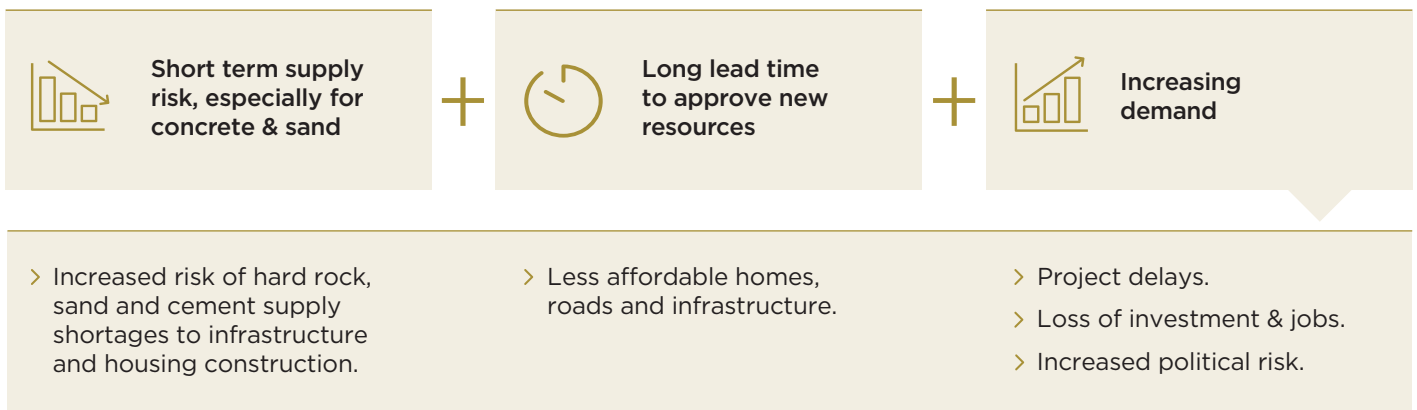 Short term supply
risk, especially for
concrete & sand
+
Long lead time
to approve new
resources
+
Increasing
demand
> Increased risk of hard rock,
sand and cement supply
shortages to infrastructure
and housing construction.
> Less affordable homes,
roads and infrastructure.
> Project delays.
> Loss of investment & jobs.
> Increased political risk.